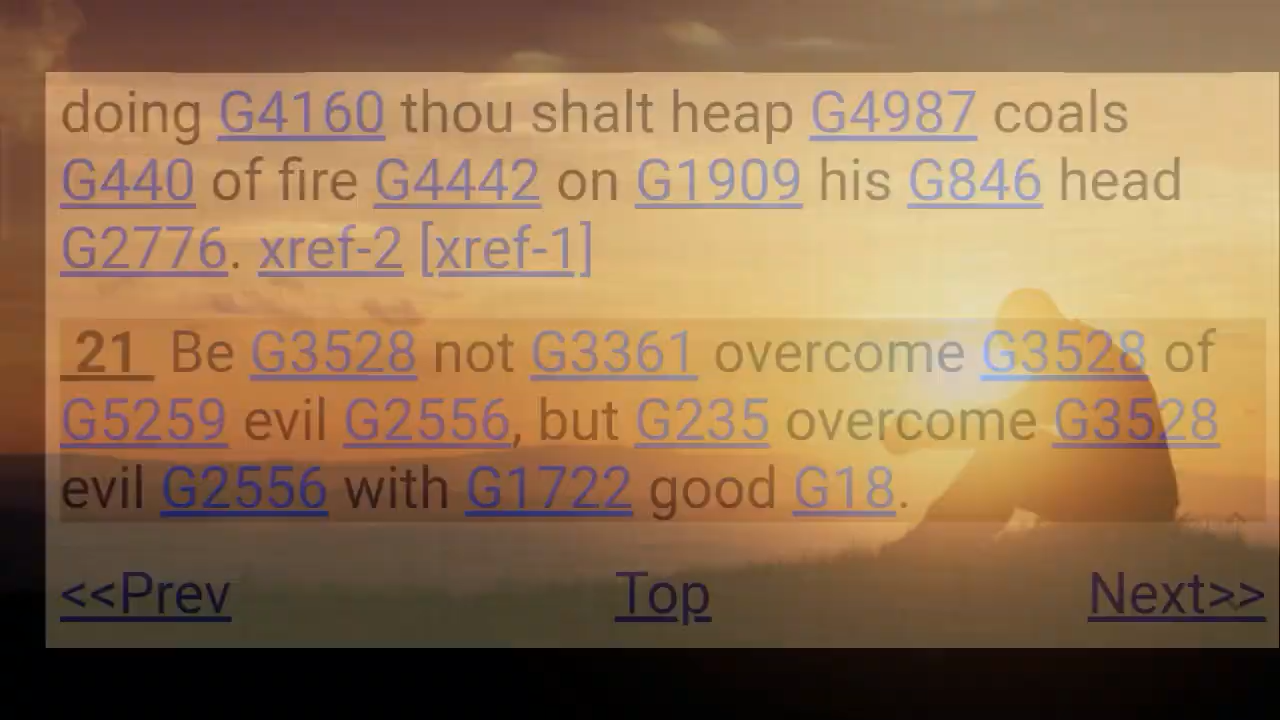 doing G4160 thou shalt heap G4987 coals
G440 of fire G4442 on G1909 his G846 head
G2776. xref-2 [xref-1]
21 Be G3528 not G3361 overcome G3528 of
G5259 evil G2556, but G235 overcome G3528
evil G2556 with G1722 good G18.
<<Prev Top Next>>